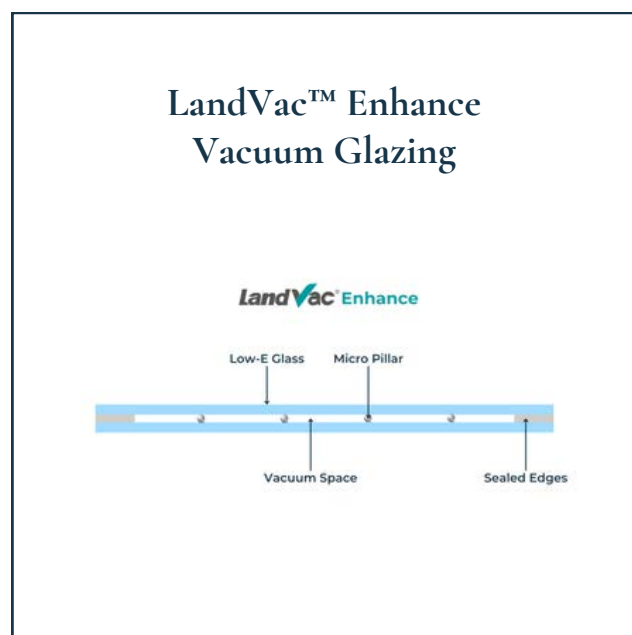 LandVac™ Enhance
Vacuum Glazing
LandVac® Enhance
Low-E Glass Micro Pillar
Vacuum Space Sealed Edges